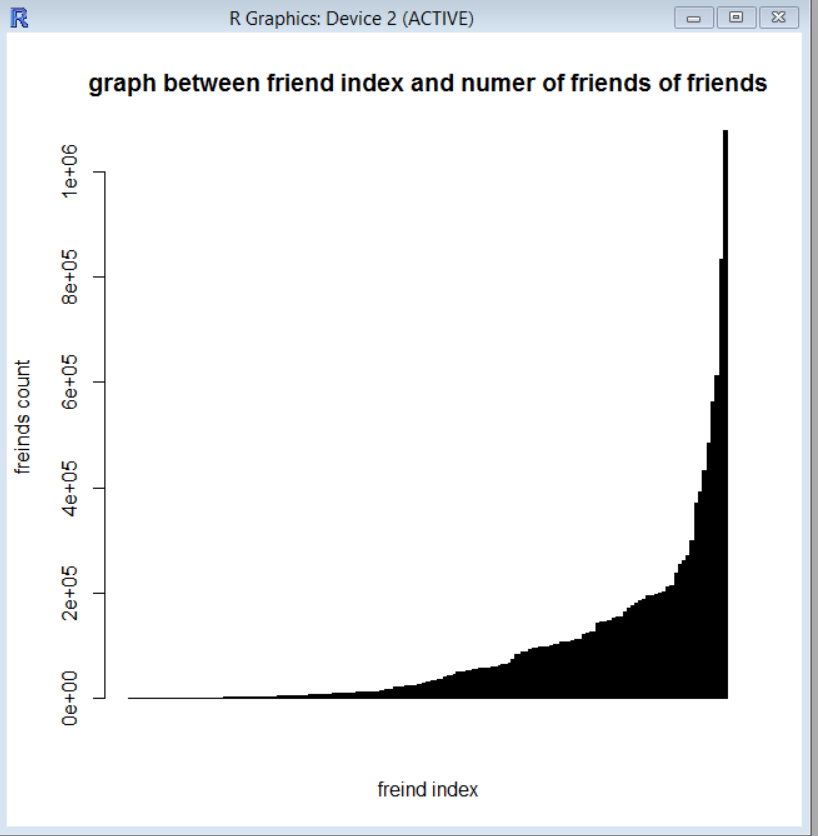 R Graphics: Device 2 (ACTIVE)
graph between friend index and numer of friends of friends
1e+06
8e+05
6e+05
4e+05
2e+05
0e+00
freinds count
freind index